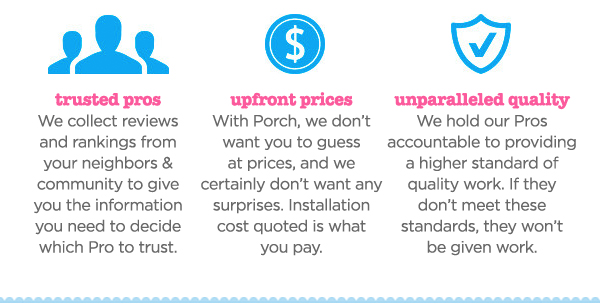 trusted pros
We collect reviews
and rankings from
your neighbors &
community to give
you the information
you need to decide
which Pro to trust.
$
upfront prices
With Porch, we don't
want you to guess
at prices, and we
certainly don't want any
surprises. Installation
cost quoted is what
you pay.
unparalleled quality
We hold our Pros
accountable to providing
a higher standard of
quality work. If they
don't meet these
standards, they won't
be given work.